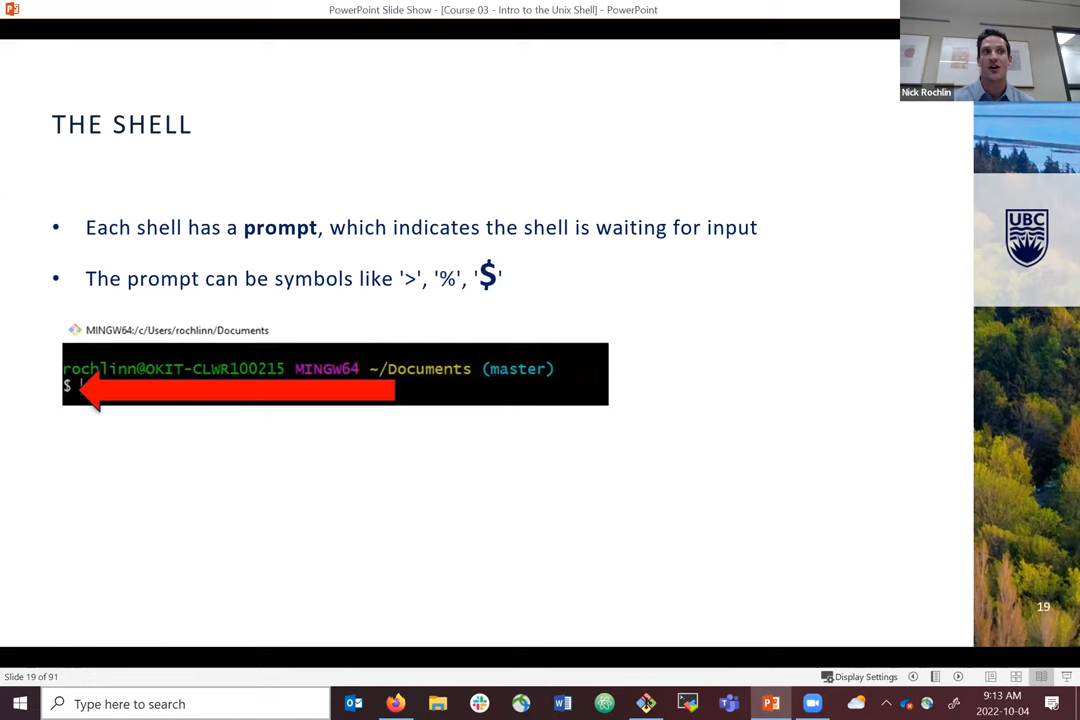 PowerPoint Slide Show - [Course 03 - Intro to the Unix Shell] - PowerPoint
Nick Rochlin
THE SHELL
UBC
• Each shell has a prompt, which indicates the shell is waiting for input
• The prompt can be symbols like '>', '%', '$'
MINGW64:/c/Users/rochlinn/Documents
rochlinn@OKIT-CLWR100215 MINGW64 ~/Documents (master)
$
19
Slide 19 of 91
Display Settings
Type here to search
9:13 AM
2022-10-04